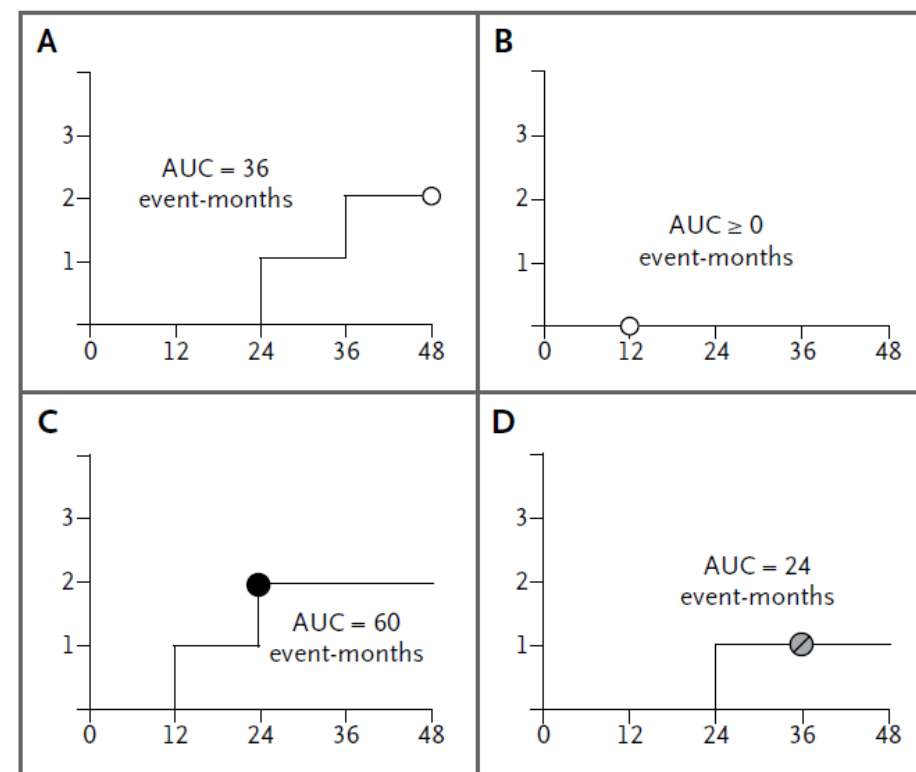 A
3
2
1
AUC = 36
event-months
0 12 24 36 48
B
3
2
1
AUC ≥ 0
event-months
0 12 24 36 48
C
3
2
1
AUC = 60
event-months
0 12 24 36 48
D
3
2
1
AUC = 24
event-months
0 12 24 36 48